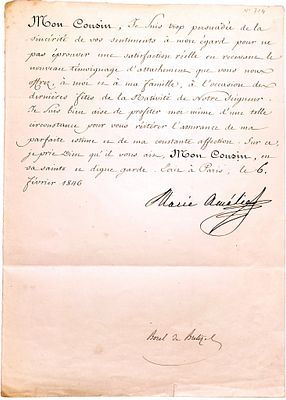 N° 704
Mon Cousin, Je suis trop persuadée de la
sincérité de vos sentiments à mon égard pour ne
pas éprouver une satisfaction réelle en recevant le
nouveau témoignage d'attachement que vous nous
offrez, à moi et à ma famille, à l'occasion des
dernières fêtes de la Nativité de Notre Seigneur.
Je suis bien aise de profiter moi même d'une telle
circonstance pour vous réitérer l'assurance de ma
parfaite estime et de ma constante affection. Sur ce,
je prie Dieu qu'il vous ait, Mon Cousin, en
sa sainte et digne garde. Écrit à Paris, le 6
février 1846
Marie Amélie
Borel de